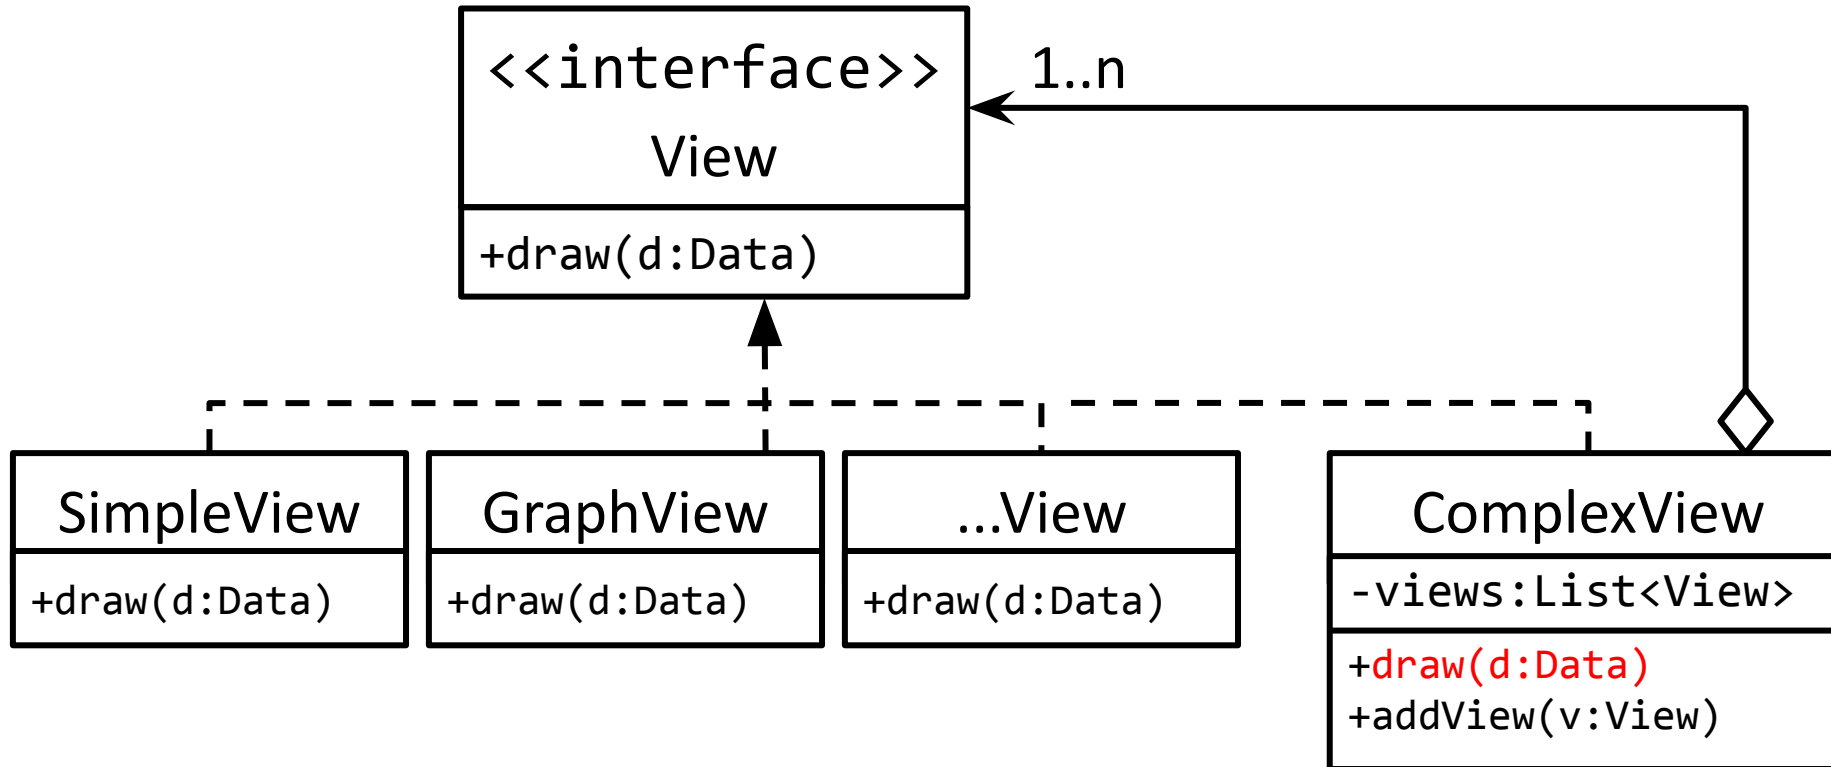 <<interface>>
View
+draw(d:Data)
1..n
SimpleView
+draw(d:Data)
GraphView
+draw(d:Data)
...View
+draw(d:Data)
ComplexView
-views:List<View>
+draw(d:Data)
+addView(v:View)